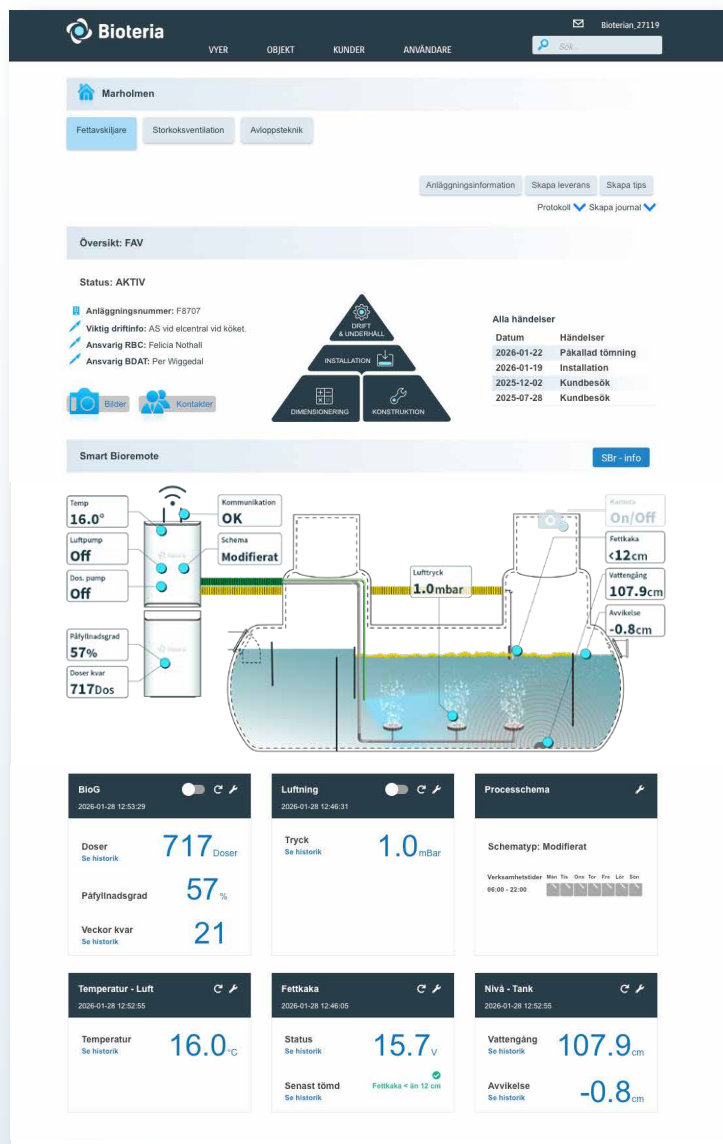 Bioteria
Bioterian_27119
VYER OBJEKT KUNDER ANVÄNDARE
Sök...
Marholmen
Fettavskiljare Storkoksventilation Avloppsteknik
Anläggningsinformation Skapa leverans Skapa tips
Protokoll Skapa journal
Översikt: FAV
Status: AKTIV
Anläggningsnummer: F8707
Viktig driftinfo: AS vid elcentral vid köket.
Ansvarig RBC: Felicia Nothall
Ansvarig BDAT: Per Wiggedal
Bilder Kontakter
DRIFT
& UNDERHÅLL
INSTALLATION
DIMENSIONERING KONSTRUKTION
Alla händelser
Datum Händelser
2026-01-22 Påkallad tömning
2026-01-19 Installation
2025-12-02 Kundbesök
2025-07-28 Kundbesök
Smart Bioremote
SBr - info
Temp
16.0°
Luftpump
Off
Dos. pump
Off
Påfyllnadsgrad
57%
Doser kvar
717Dos
Kommunikation
OK
Schema
Modifierat
Lufttryck
1.0mbar
Kamera
On/Off
Fettkaka
<12cm
Vattengång
107.9cm
Avvikelse
-0.8cm
BioG
2026-01-28 12:53:29
Doser
Se historik
717 Doser
Påfyllnadsgrad
57 %
Veckor kvar
Se historik
21
Luftning
2026-01-28 12:46:31
Tryck
Se historik
1.0 mBar
Processchema
Schematyp: Modifierat
Verksamhetstider Mån Tis Ons Tor Fre Lör Sön
06:00 - 22:00
Temperatur - Luft
2026-01-28 12:52:55
Temperatur
Se historik
16.0 °C
Fettkaka
2026-01-28 12:46:05
Status
Se historik
15.7 V
Senast tömd
Se historik
Fettkaka < än 12 cm
Nivå - Tank
2026-01-28 12:52:55
Vattengång
Se historik
107.9 cm
Avvikelse
Se historik
-0.8 cm